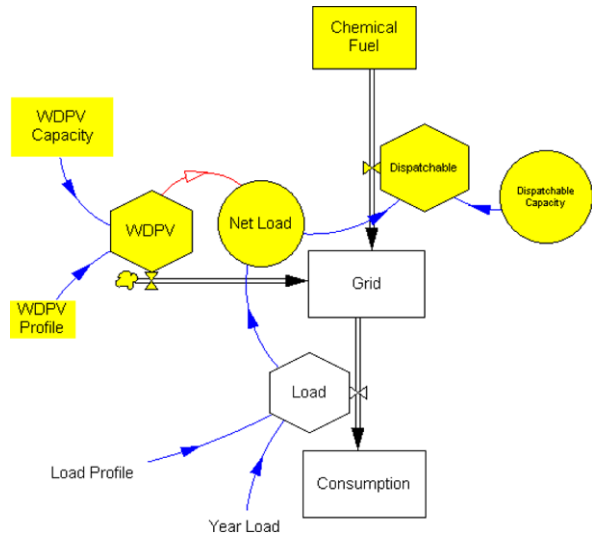 Chemical
Fuel
WDPV
Capacity
Dispatchable
Dispatchable
Capacity
WDPV
Net Load
Grid
WDPV
Profile
Load
Load Profile
Consumption
Year Load